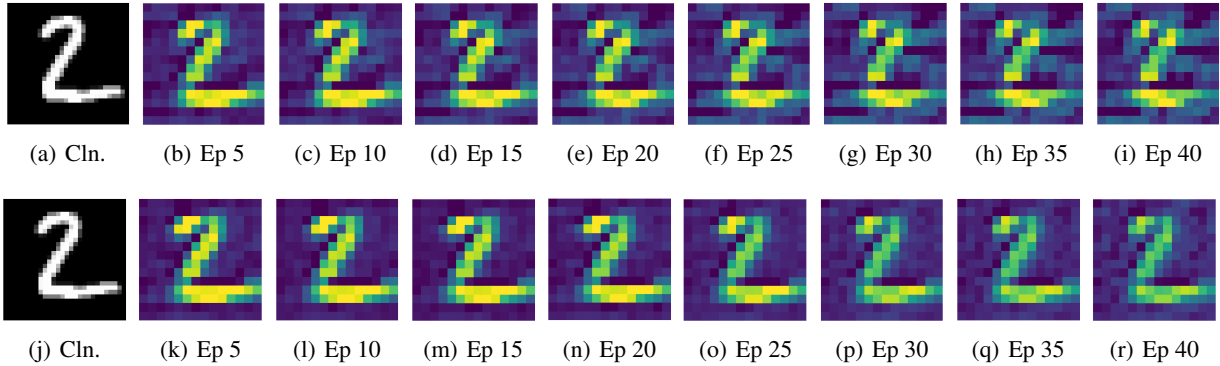 (a) Cln. (b) Ep 5 (c) Ep 10 (d) Ep 15 (e) Ep 20 (f) Ep 25 (g) Ep 30 (h) Ep 35 (i) Ep 40
(j) Cln. (k) Ep 5 (l) Ep 10 (m) Ep 15 (n) Ep 20 (o) Ep 25 (p) Ep 30 (q) Ep 35 (r) Ep 40